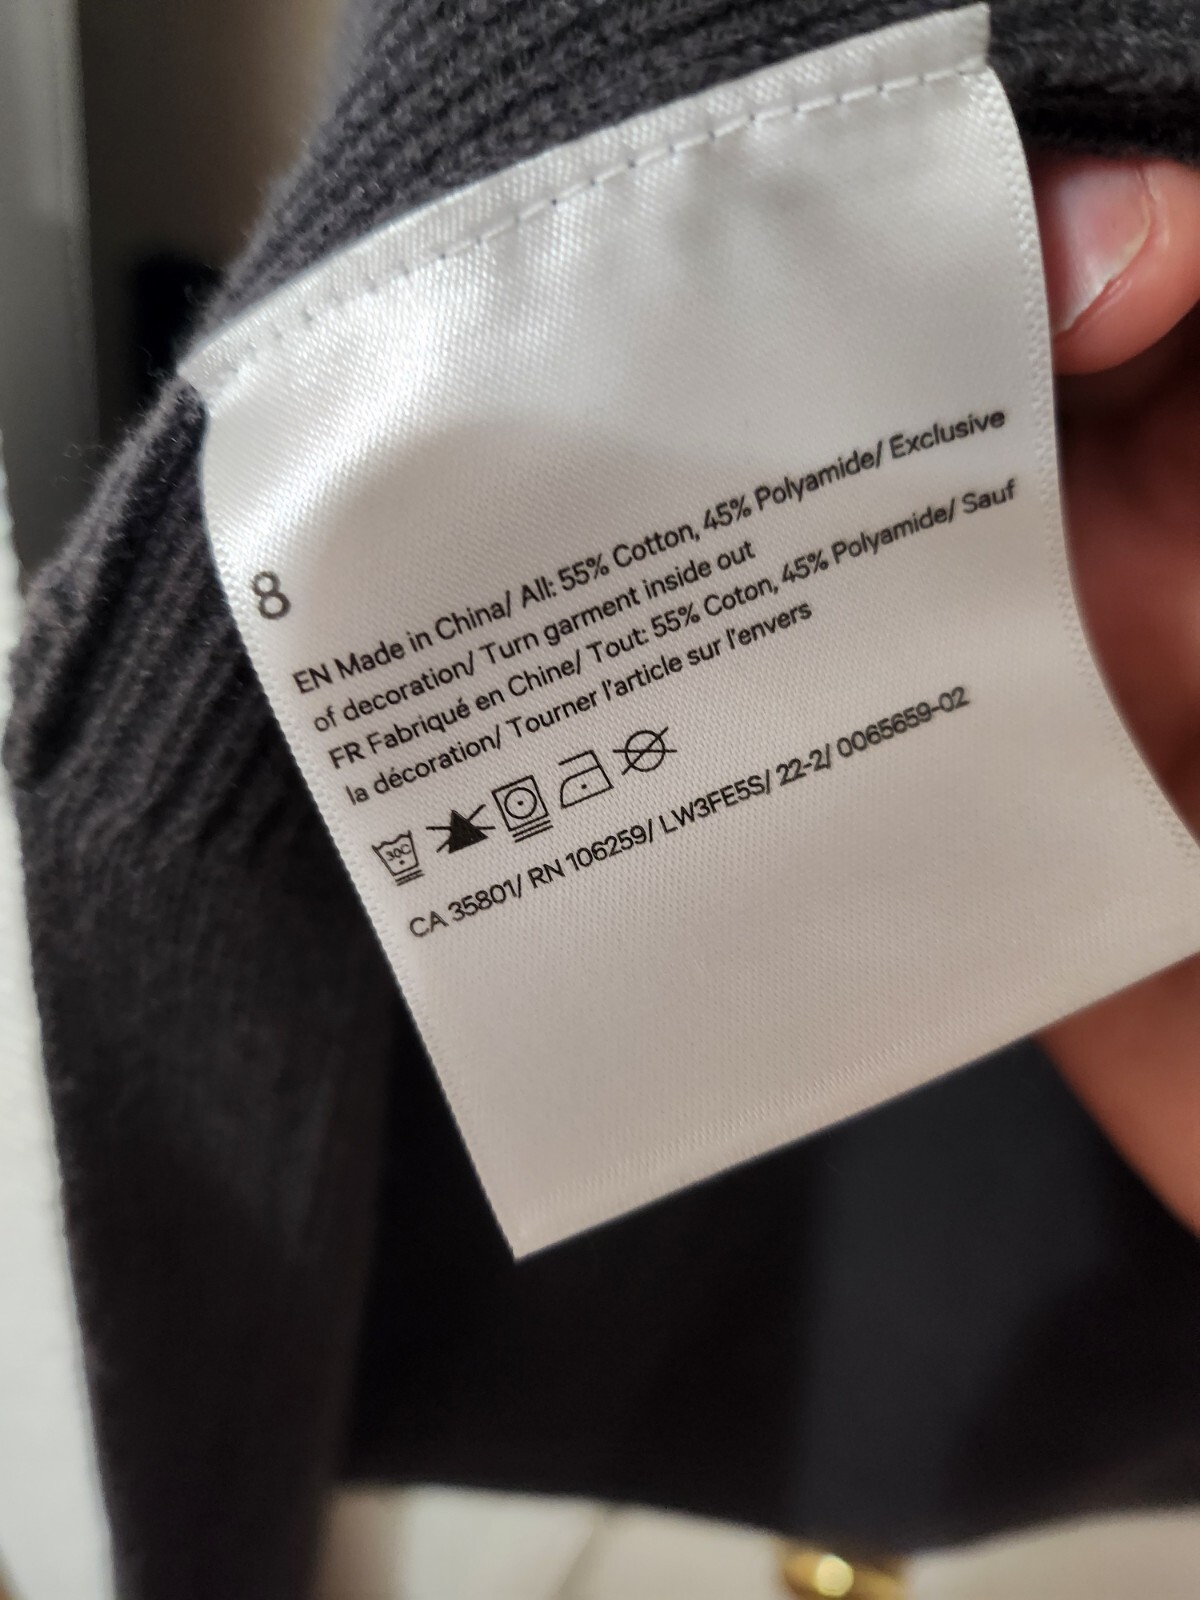 8
EN Made in China/ All: 55% Cotton, 45% Polyamide/ Exclusive
of decoration/ Turn garment inside out
FR Fabriqué en Chine/ Tout: 55% Coton, 45% Polyamide/ Sauf
la décoration/ Tourner l'article sur l'envers
30C
CA 35801/ RN 106259/ LW3FE5S/ 22-2/ 0065659-02